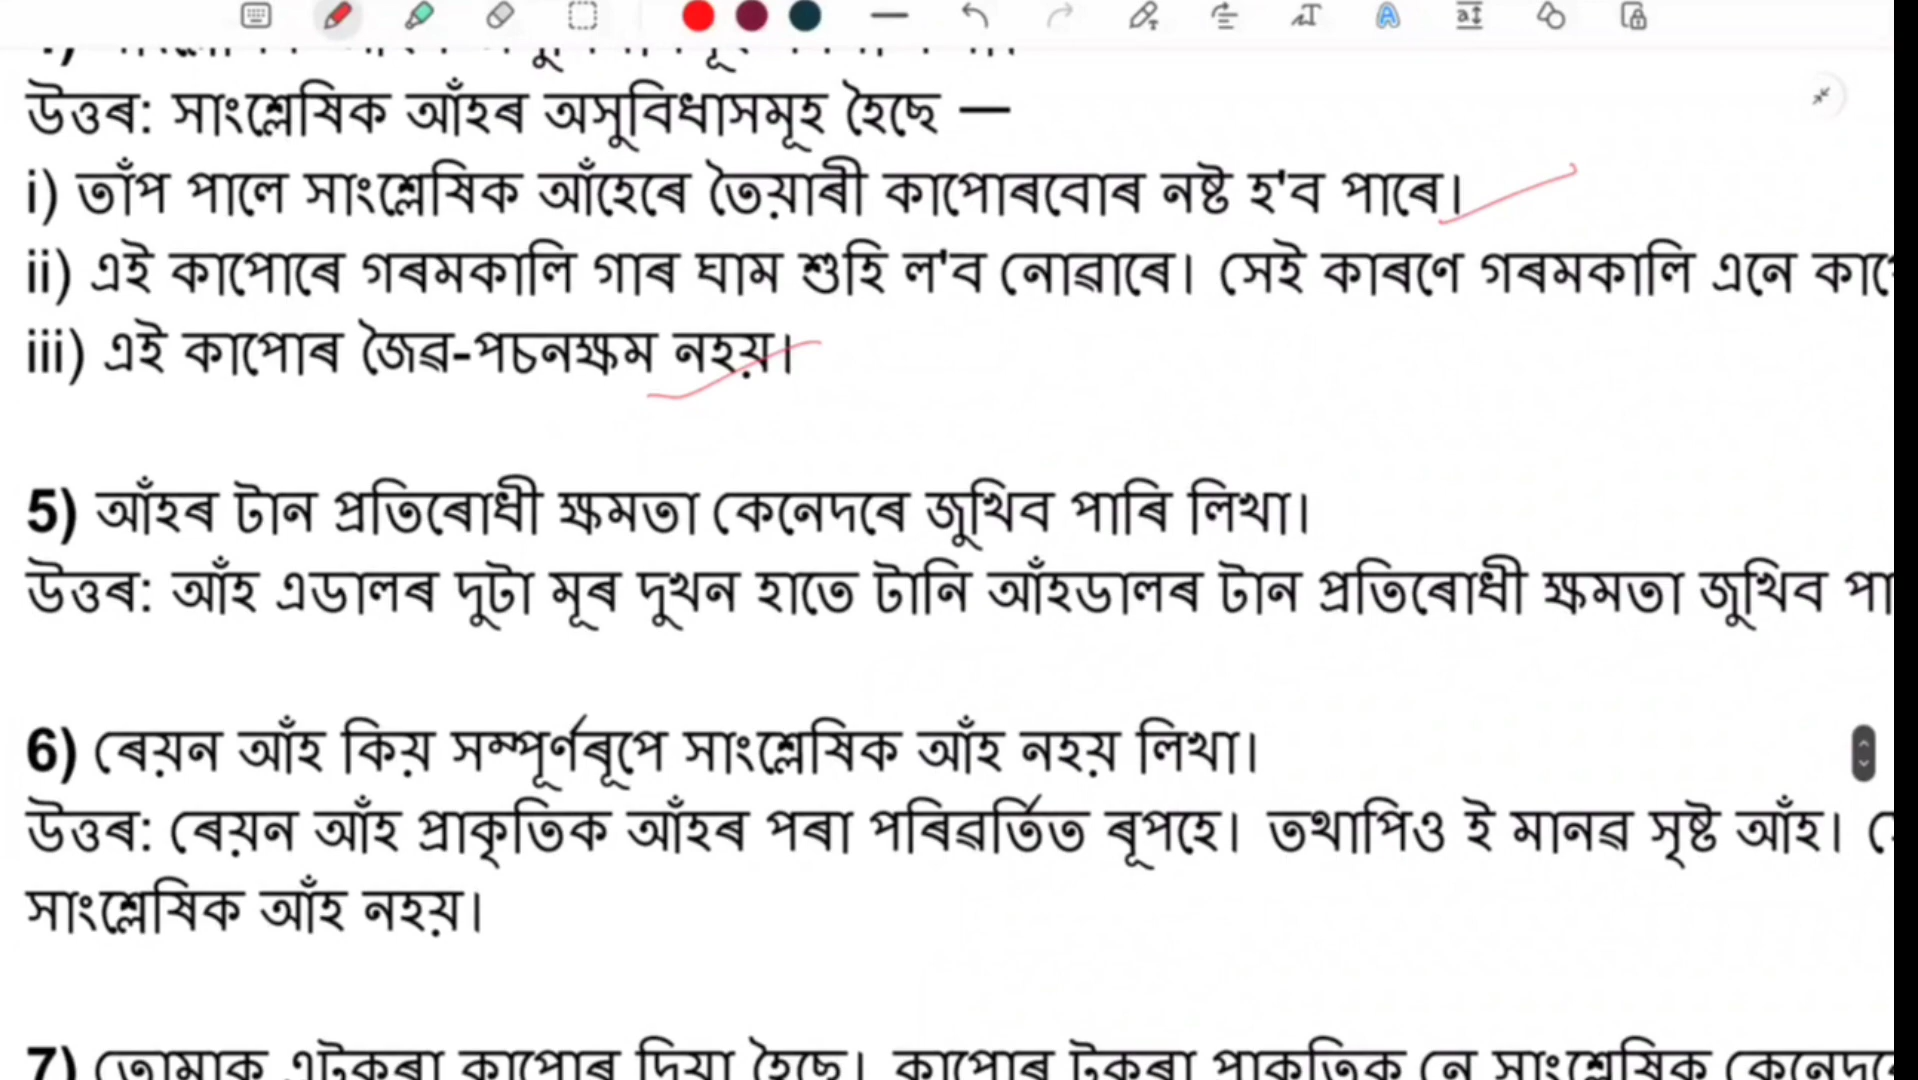 উত্তৰ: সাংশ্লেষিক আঁহৰ অসুবিধাসমূহ হৈছে —
i) তাঁপ পালে সাংশ্লেষিক আঁহেৰে তৈয়াৰী কাপোৰবোৰ নষ্ট হ'ব পাৰে।
ii) এই কাপোৰে গৰমকালি গাৰ ঘাম শুহি ল'ব নোৱাৰে। সেই কাৰণে গৰমকালি এনে
iii) এই কাপোৰ জৈৱ-পচনক্ষম নহয়।
5) আঁহৰ টান প্ৰতিৰোধী ক্ষমতা কেনেদৰে জুখিব পাৰি লিখা।
উত্তৰ: আঁহ এডালৰ দুটা মূৰ দুখন হাতে টানি আঁহডালৰ টান প্ৰতিৰোধী ক্ষমতা জুখিব
6) ৰেয়ন আঁহ কিয় সম্পূৰ্ণৰূপে সাংশ্লেষিক আঁহ নহয় লিখা।
উত্তৰ: ৰেয়ন আঁহ প্ৰাকৃতিক আঁহৰ পৰা পৰিৱৰ্তিত ৰূপহে। তথাপিও ই মানৱ সৃষ্ট আঁহ।
সাংশ্লেষিক আঁহ নহয়।
7) তোমাক এটুকুৰা কাপোৰ দিয়া হৈছে। কাপোৰ টুকুৰা প্ৰাকৃতিক নে সাংশ্লেষিক